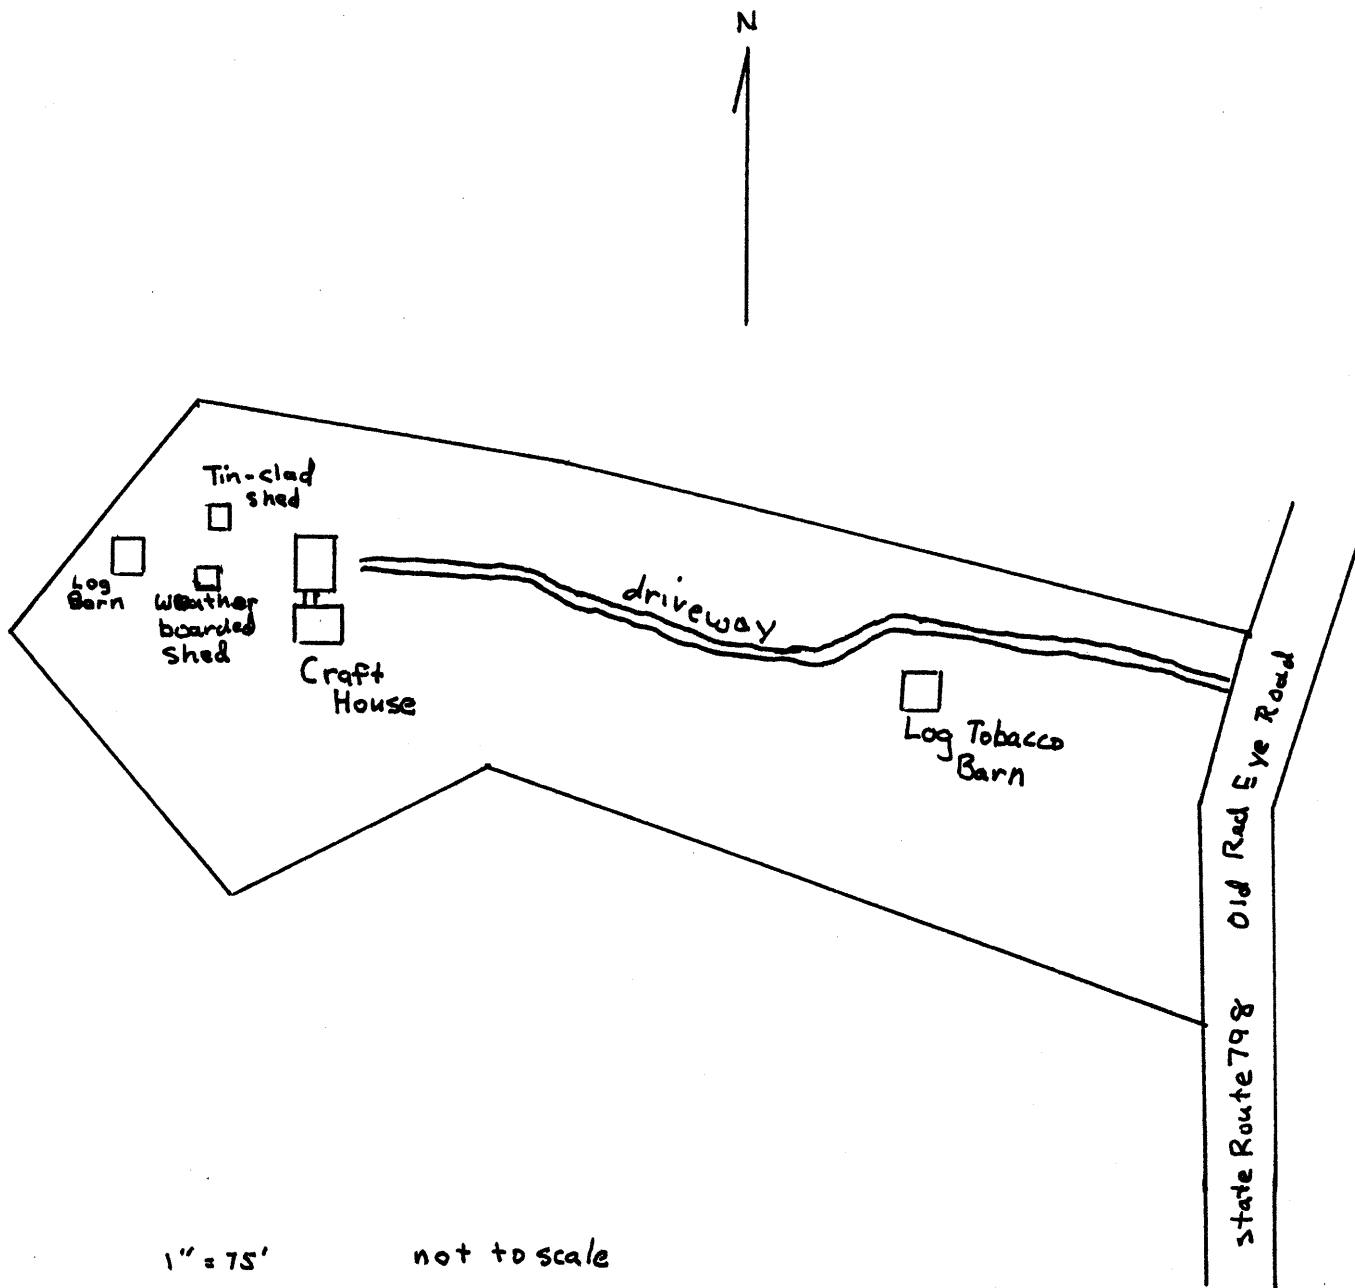 N
Tin-clad
shed
Log
Barn
Weather
boarded
shed
Craft
House
driveway
Log Tobacco
Barn
State Route 798 Old Red Eye Road
1" = 75' not to scale